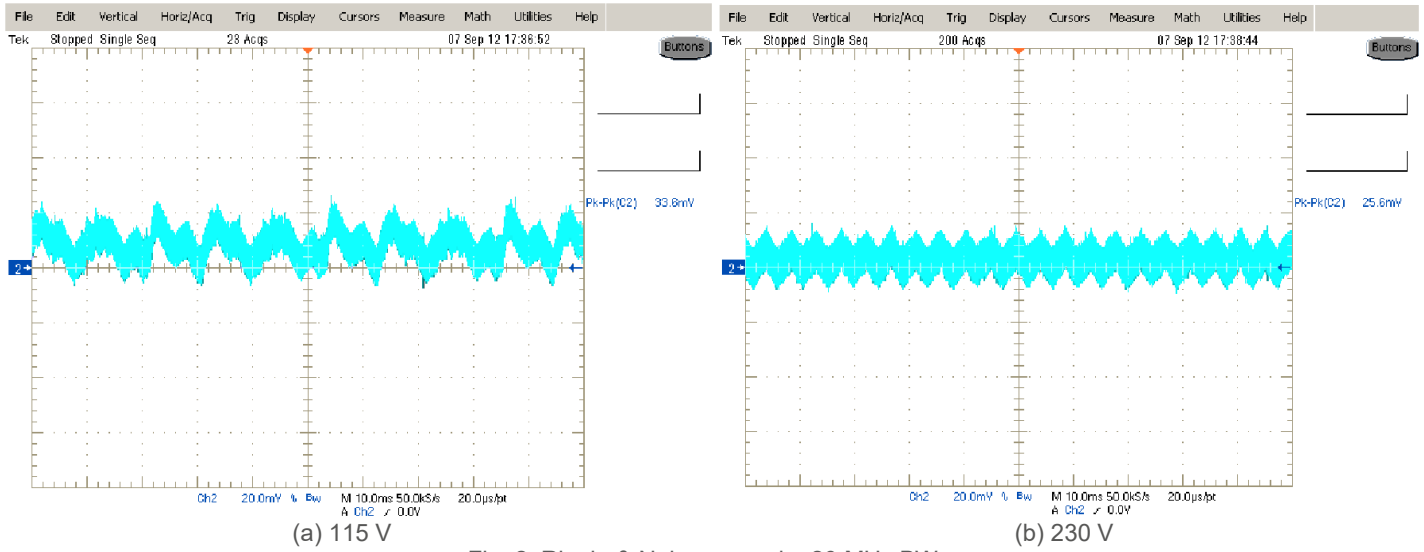 File Edit Vertical Horiz/Acq Trig Display Cursors Measure Math Utilities Help
Tek Stopped Single Seq 28 Acqs 07 Sep 12 17:36:52
Buttons
Pk-Pk(C2) 33.6mV
2
Ch2 20.0mV Bw M 10.0ms 50.0kS/s 20.0µs/pt
A Ch2 0.0V
(a) 115 V
File Edit Vertical Horiz/Acq Trig Display Cursors Measure Math Utilities Help
Tek Stopped Single Seq 200 Acqs 07 Sep 12 17:38:44
Buttons
Pk-Pk(C2) 25.6mV
2
Ch2 20.0mV Bw M 10.0ms 50.0kS/s 20.0µs/pt
A Ch2 0.0V
(b) 230 V